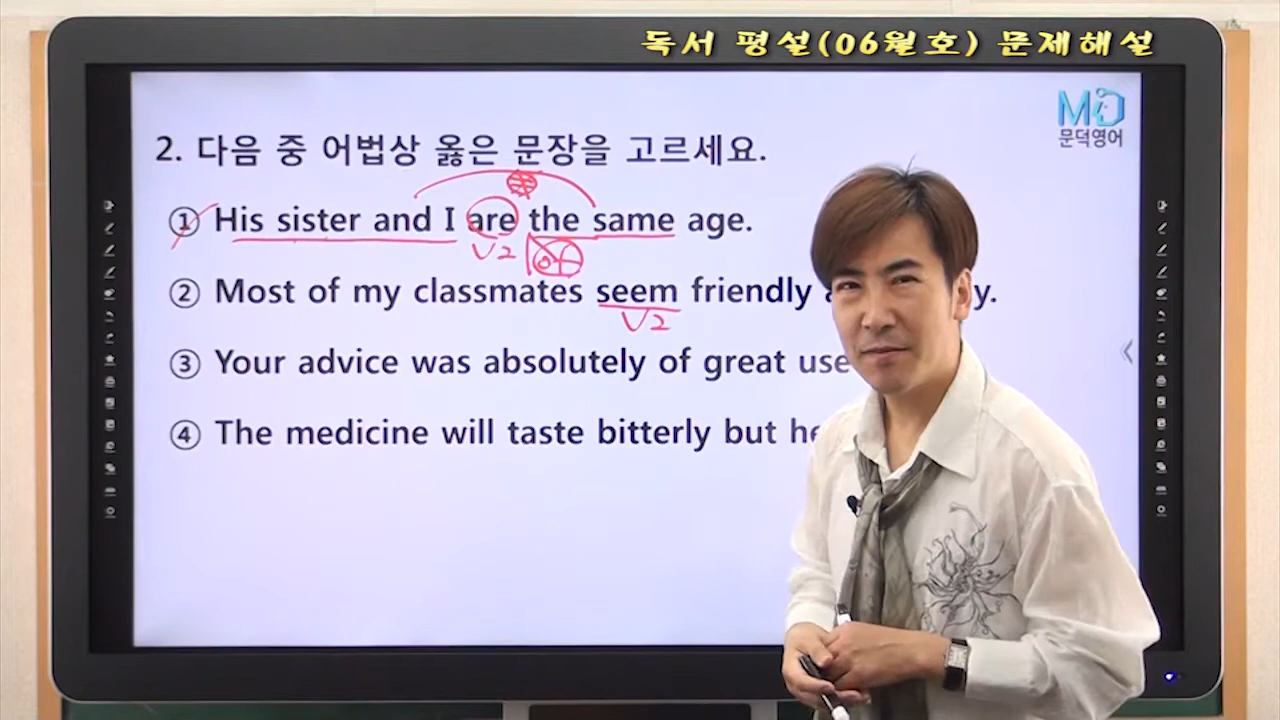 독서 평설(06월호) 문제해설
MD
문덕영어
2. 다음 중 어법상 옳은 문장을 고르세요.
① His sister and I are the same age.
V2
② Most of my classmates seem friendly y.
V2
③ Your advice was absolutely of great use
④ The medicine will taste bitterly but he